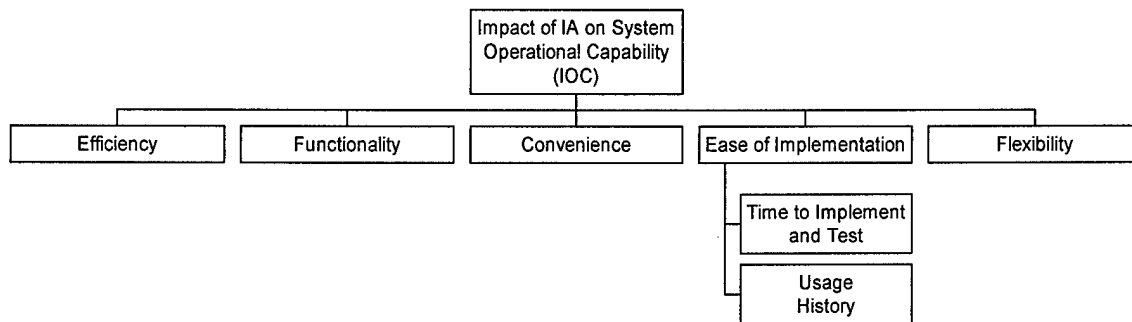 Impact of IA on System
Operational Capability
(IOC)
Efficiency
Functionality
Convenience
Ease of Implementation
Flexibility
Time to Implement
and Test
Usage
History